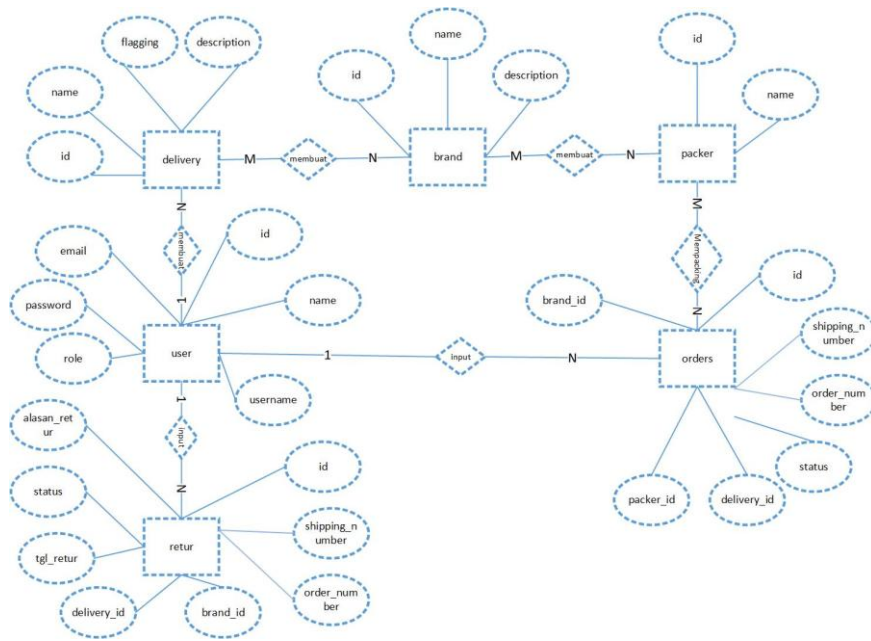 flagging
description
name
id
delivery
M
membuat
N
id
name
description
brand
M
membuat
N
id
name
packer
N
membuat
1
M
Mempacking
N
email
id
password
name
role
user
username
1
input
N
brand_id
id
shipping_n
umber
orders
order_num
ber
status
packer_id
delivery_id
1
input
N
alasan_ret
ur
id
status
shipping_n
umber
tgl_retur
retur
order_num
ber
delivery_id
brand_id